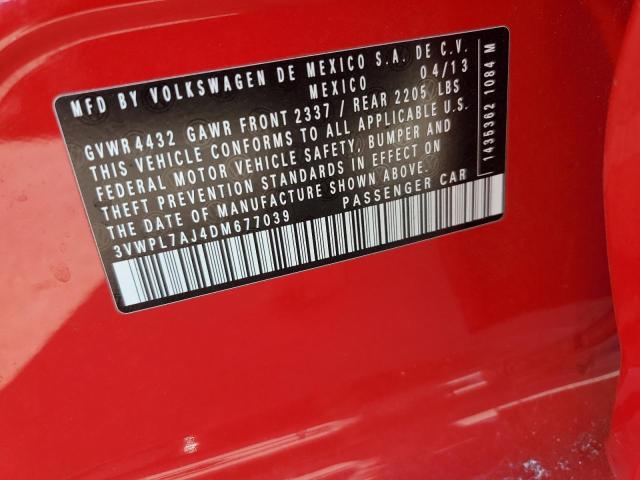 MFD BY VOLKSWAGEN DE MEXICO S.A. DE C.V.
MEXICO 04/13
GVWR4432 GAWR FRONT 2337 / REAR 2205 LBS
THIS VEHICLE CONFORMS TO ALL APPLICABLE U.S.
FEDERAL MOTOR VEHICLE SAFETY, BUMPER AND
THEFT PREVENTION STANDARDS IN EFFECT ON
THE DATE OF MANUFACTURE SHOWN ABOVE.
3VWPL7AJ4DM677039 PASSENGER CAR
1435362 1084 M